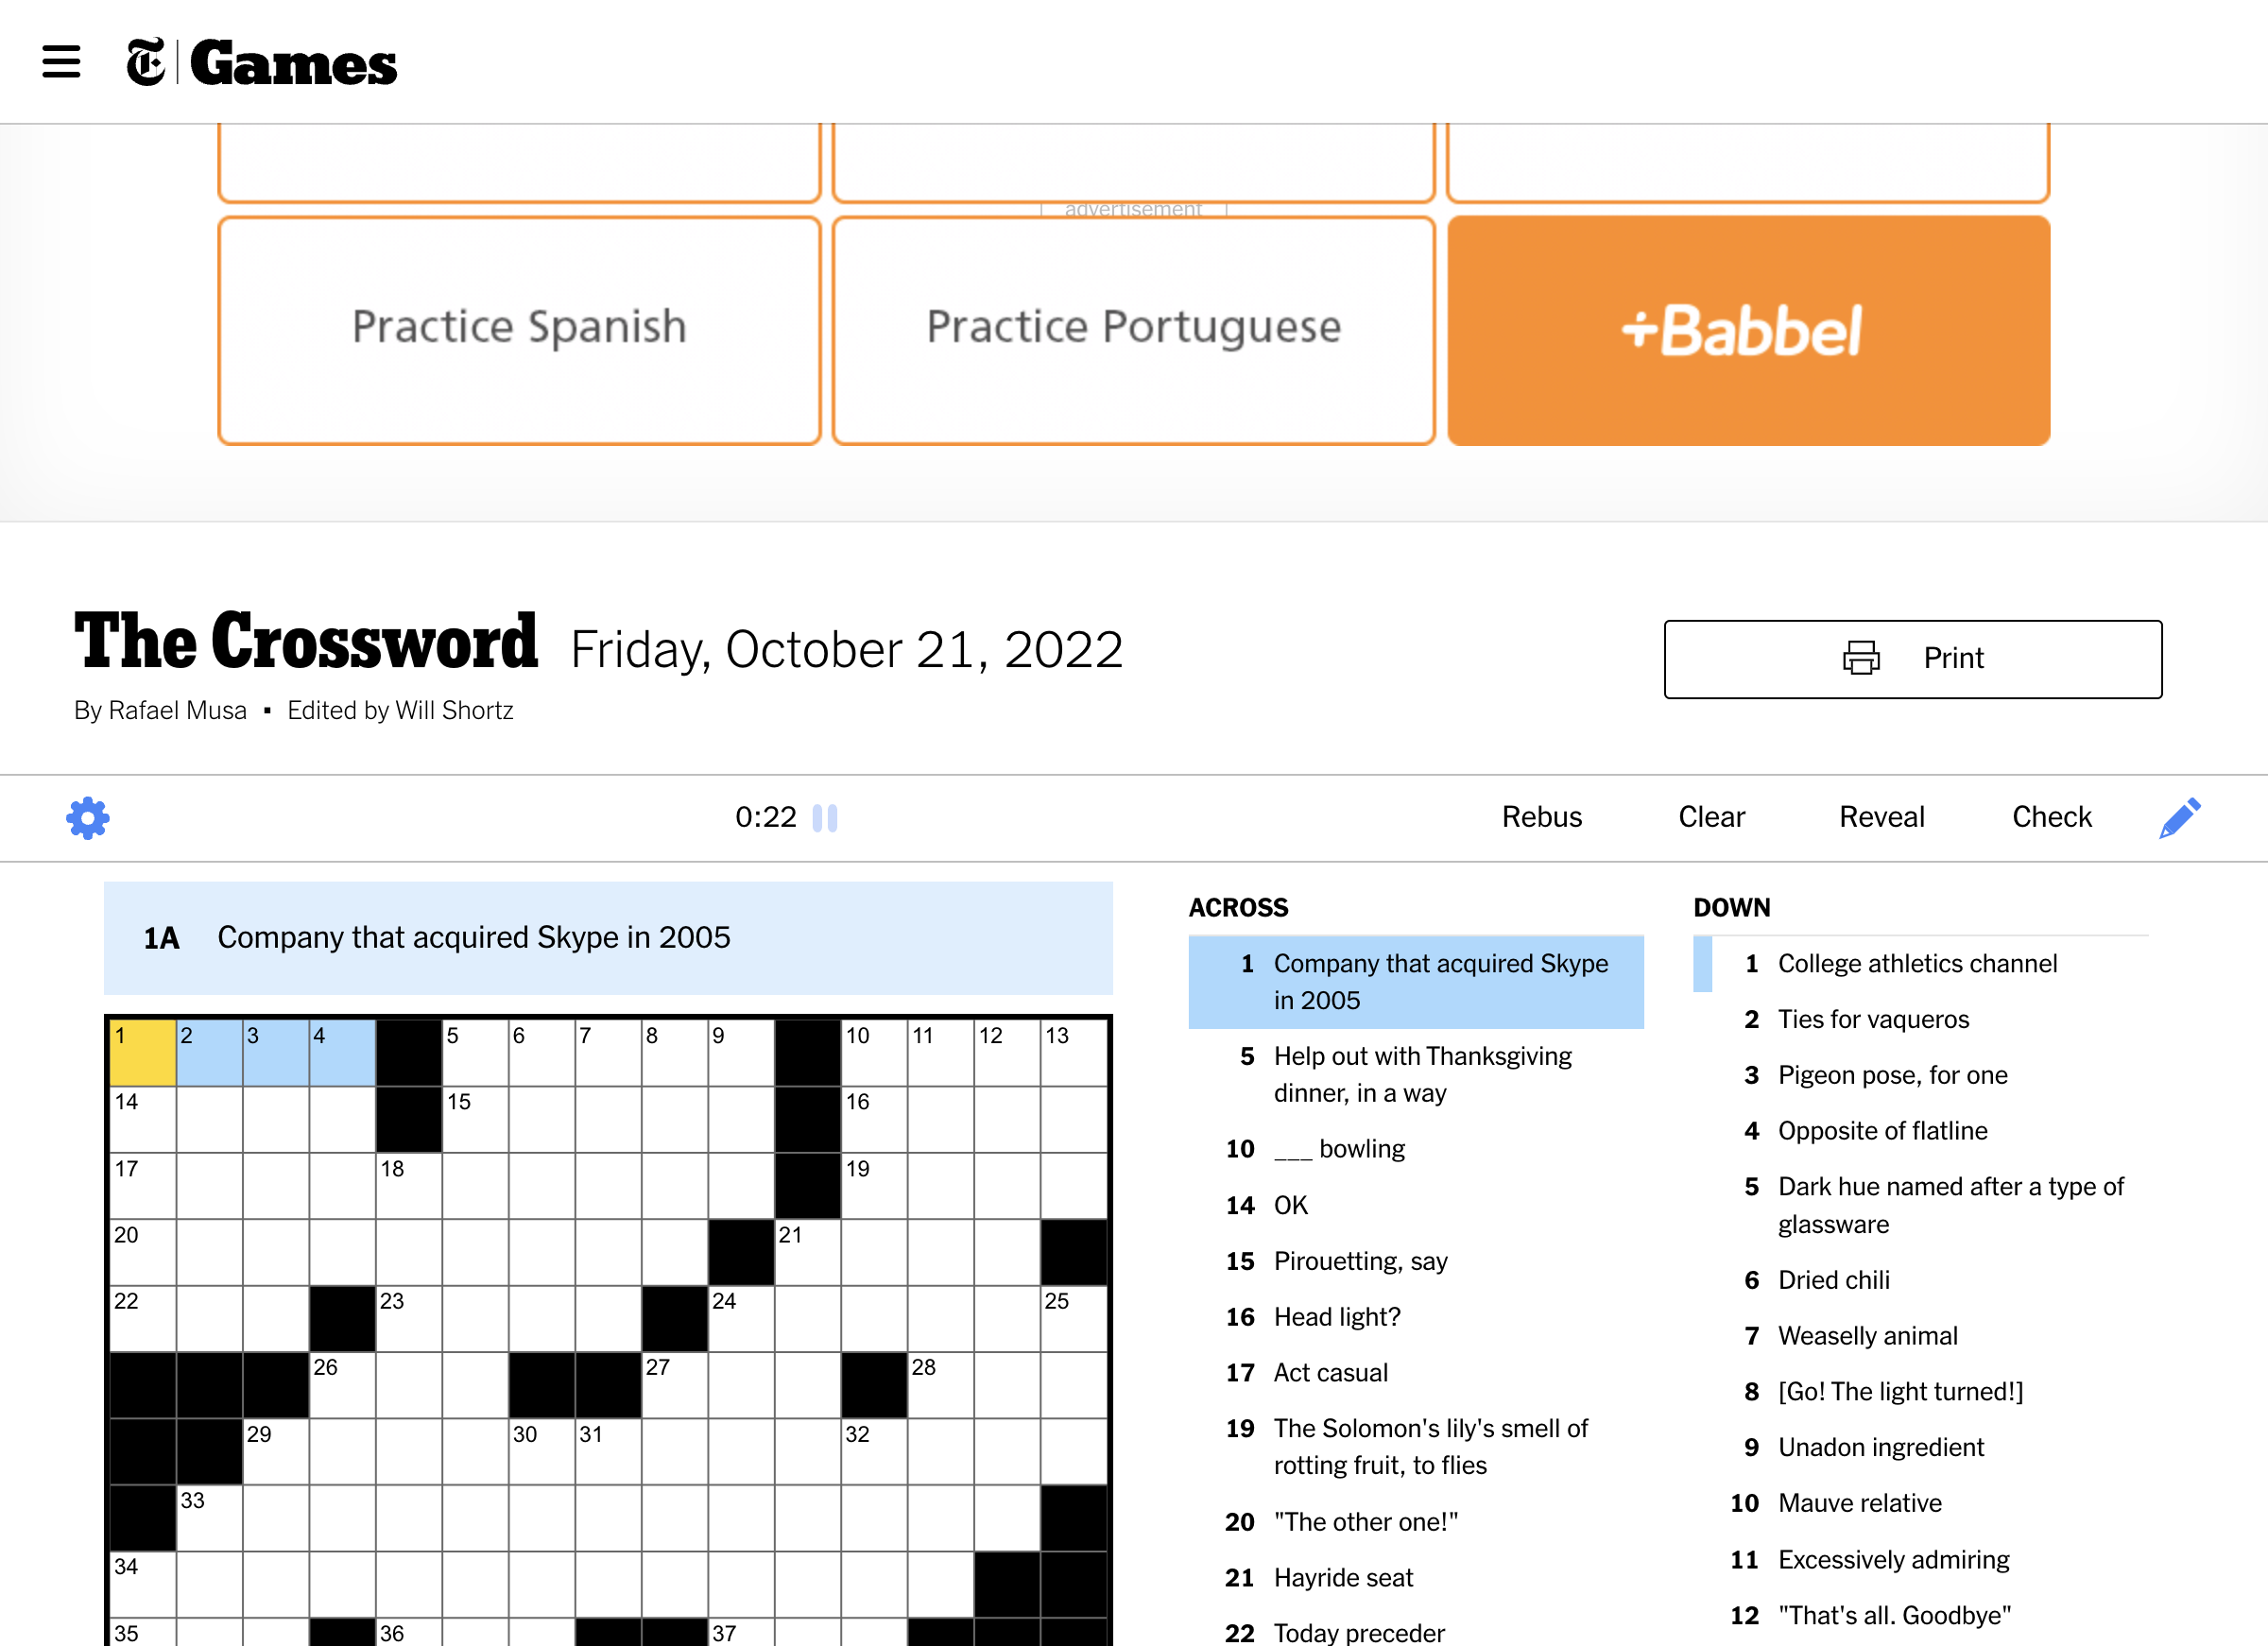 T Games
advertisement
Practice Spanish
Practice Portuguese
+Babbel
The Crossword Friday, October 21, 2022
By Rafael Musa ▪ Edited by Will Shortz
Print
0:22
Rebus
Clear
Reveal
Check
1A Company that acquired Skype in 2005
1 2 3 4 5 6 7 8 9 10 11 12 13
14 15 16
17 18 19
20 21
22 23 24 25
26 27 28
29 30 31 32
33
34
35 36 37
ACROSS
1 Company that acquired Skype
in 2005
5 Help out with Thanksgiving
dinner, in a way
10 ___ bowling
14 OK
15 Pirouetting, say
16 Head light?
17 Act casual
19 The Solomon's lily's smell of
rotting fruit, to flies
20 "The other one!"
21 Hayride seat
22 Today preceder
DOWN
1 College athletics channel
2 Ties for vaqueros
3 Pigeon pose, for one
4 Opposite of flatline
5 Dark hue named after a type of
glassware
6 Dried chili
7 Weaselly animal
8 [Go! The light turned!]
9 Unadon ingredient
10 Mauve relative
11 Excessively admiring
12 "That's all. Goodbye"